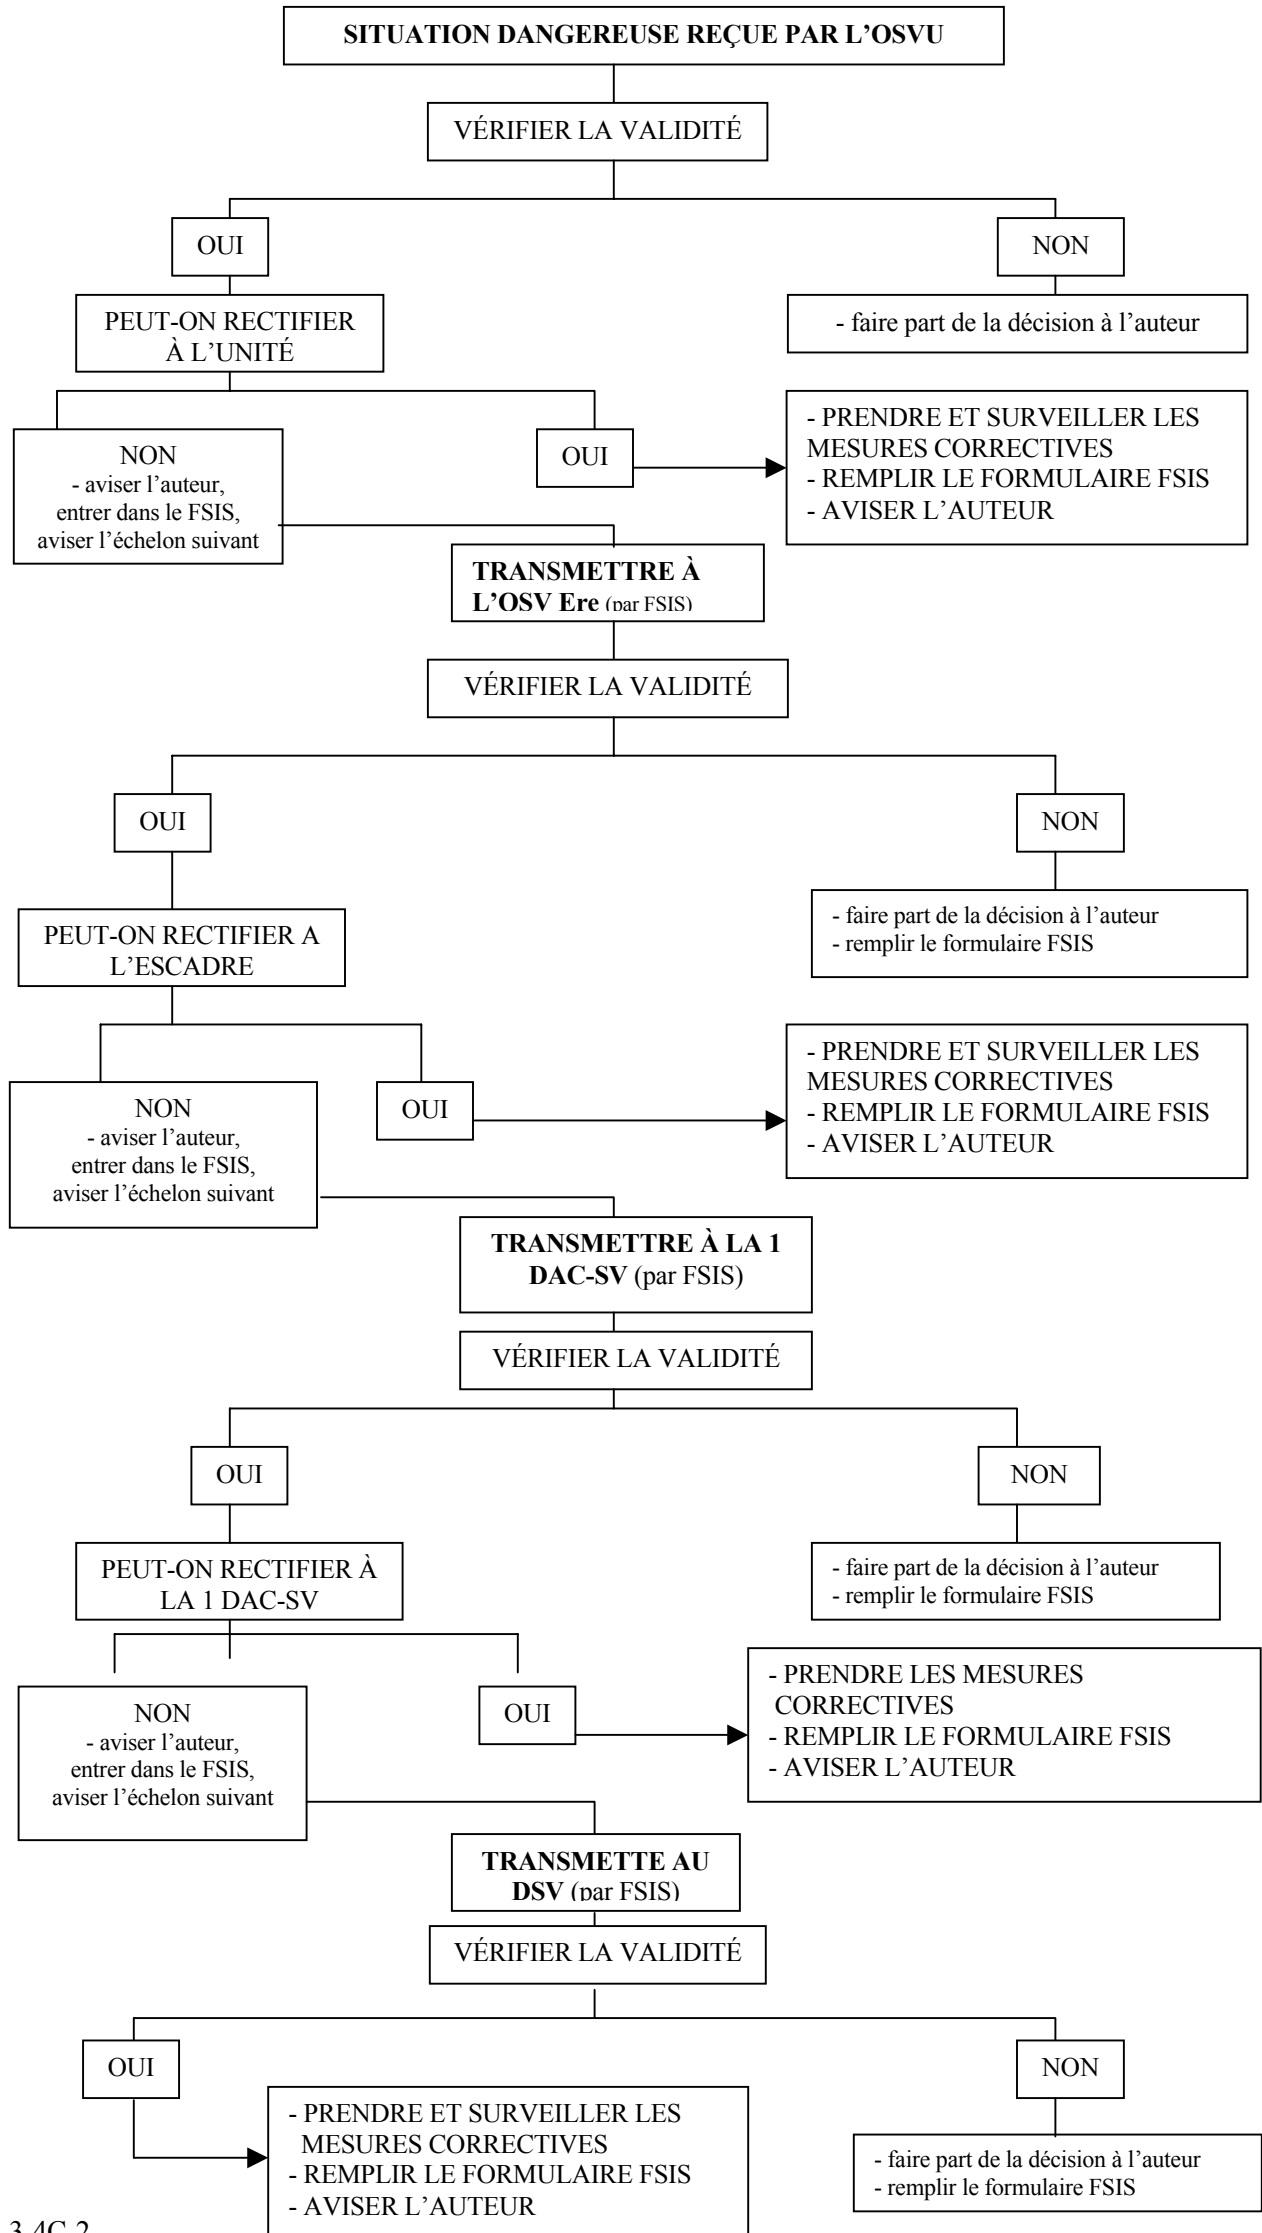 SITUATION DANGEREUSE REÇUE PAR L’OSVU
VÉRIFIER LA VALIDITÉ
OUI
NON
PEUT-ON RECTIFIER
À L’UNITÉ
- faire part de la décision à l’auteur
NON
- aviser l’auteur,
entrer dans le FSIS,
aviser l’échelon suivant
OUI
- PRENDRE ET SURVEILLER LES
MESURES CORRECTIVES
- REMPLIR LE FORMULAIRE FSIS
- AVISER L’AUTEUR
TRANSMETTRE À
L’OSV Ere (par FSIS)
VÉRIFIER LA VALIDITÉ
OUI
NON
PEUT-ON RECTIFIER A
L’ESCADRE
- faire part de la décision à l’auteur
- remplir le formulaire FSIS
NON
- aviser l’auteur,
entrer dans le FSIS,
aviser l’échelon suivant
OUI
- PRENDRE ET SURVEILLER LES
MESURES CORRECTIVES
- REMPLIR LE FORMULAIRE FSIS
- AVISER L’AUTEUR
TRANSMETTRE À LA 1
DAC-SV (par FSIS)
VÉRIFIER LA VALIDITÉ
OUI
NON
PEUT-ON RECTIFIER À
LA 1 DAC-SV
- faire part de la décision à l’auteur
- remplir le formulaire FSIS
NON
- aviser l’auteur,
entrer dans le FSIS,
aviser l’échelon suivant
OUI
- PRENDRE LES MESURES
CORRECTIVES
- REMPLIR LE FORMULAIRE FSIS
- AVISER L’AUTEUR
TRANSMETTE AU
DSV (par FSIS)
VÉRIFIER LA VALIDITÉ
OUI
NON
- PRENDRE ET SURVEILLER LES
MESURES CORRECTIVES
- REMPLIR LE FORMULAIRE FSIS
- AVISER L’AUTEUR
- faire part de la décision à l’auteur
- remplir le formulaire FSIS
3-4C-2